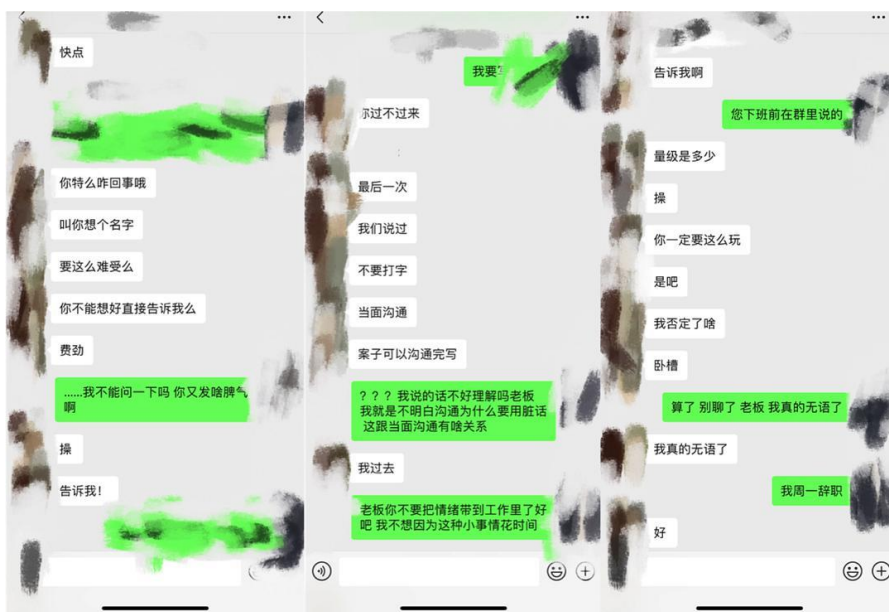 快点
你特么咋回事哦
叫你想个名字
要这么难受么
你不能想好直接告诉我么
费劲
......我不能问一下吗 你又发啥脾气
啊
操
告诉我！
我要
你过不过来
最后一次
我们说过
不要打字
当面沟通
案子可以沟通完写
？？？我说的话不好理解吗老板
我就是不明白沟通为什么要用脏话
这跟当面沟通有啥关系
我过去
老板你不要把情绪带到工作里了好
吧 我不想因为这种小事情花时间
告诉我啊
您下班前在群里说的
量级是多少
操
你一定要这么玩
是吧
我否定了啥
卧槽
算了 别聊了 老板 我真的无语了
我真的无语了
我周一辞职
好